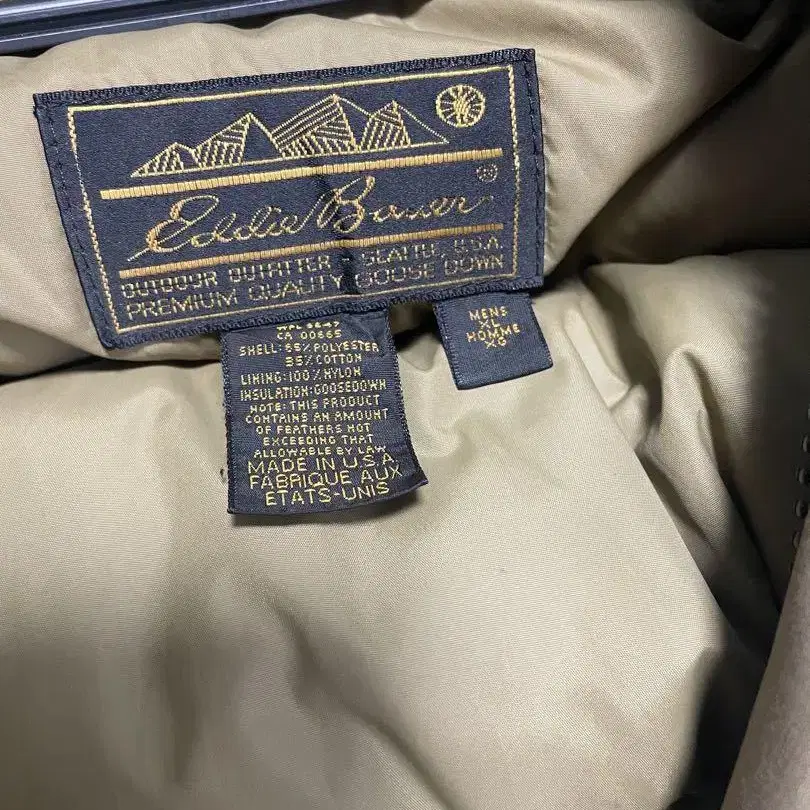 Eddie Bauer ®
OUTDOOR OUTFITTER - SEATTLE, U.S.A
PREMIUM QUALITY GOOSE DOWN
MENS
XL
HOMME
XG
CA 00665
SHELL: 65% POLYESTER
35% COTTON
LINING: 100% NYLON
INSULATION: GOOSEDOWN
NOTE: THIS PRODUCT
CONTAINS AN AMOUNT
OF FEATHERS NOT
EXCEEDING THAT
ALLOWABLE BY LAW
MADE IN U.S.A.
FABRIQUE AUX
ETATS-UNIS